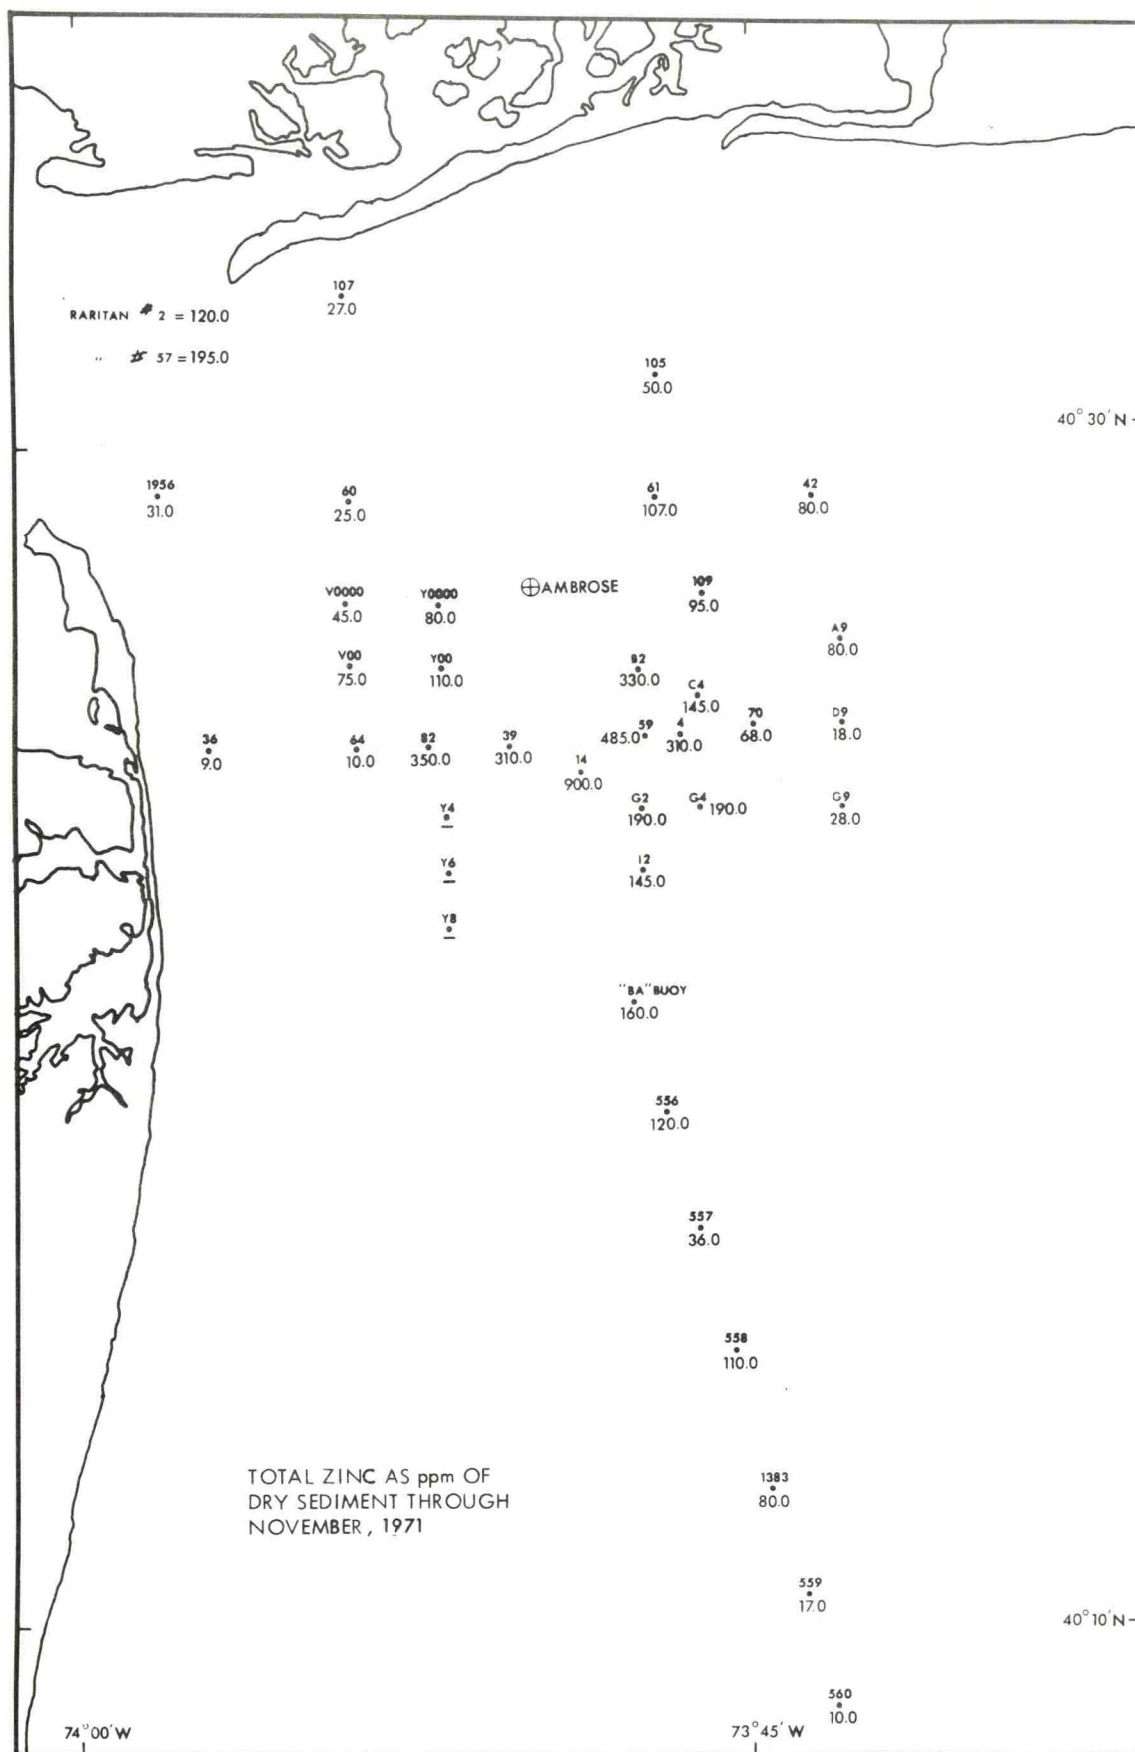 107
27.0
RARITAN # 2 = 120.0
" # 57 = 195.0
105
50.0
40° 30' N
1956
31.0
60
25.0
61
107.0
42
80.0
AMBROSE
V0000
45.0
Y0000
80.0
109
95.0
A9
80.0
V00
75.0
Y00
110.0
B2
330.0
C4
145.0
36
9.0
64
10.0
82
350.0
39
310.0
14
900.0
59
485.0
4
310.0
70
68.0
D9
18.0
Y4
G2
190.0
G4
190.0
G9
28.0
Y6
I2
145.0
Y8
"BA" BUOY
160.0
556
120.0
557
36.0
558
110.0
TOTAL ZINC AS ppm OF
DRY SEDIMENT THROUGH
NOVEMBER, 1971
1383
80.0
559
17.0
40° 10' N
560
10.0
74° 00' W
73° 45' W